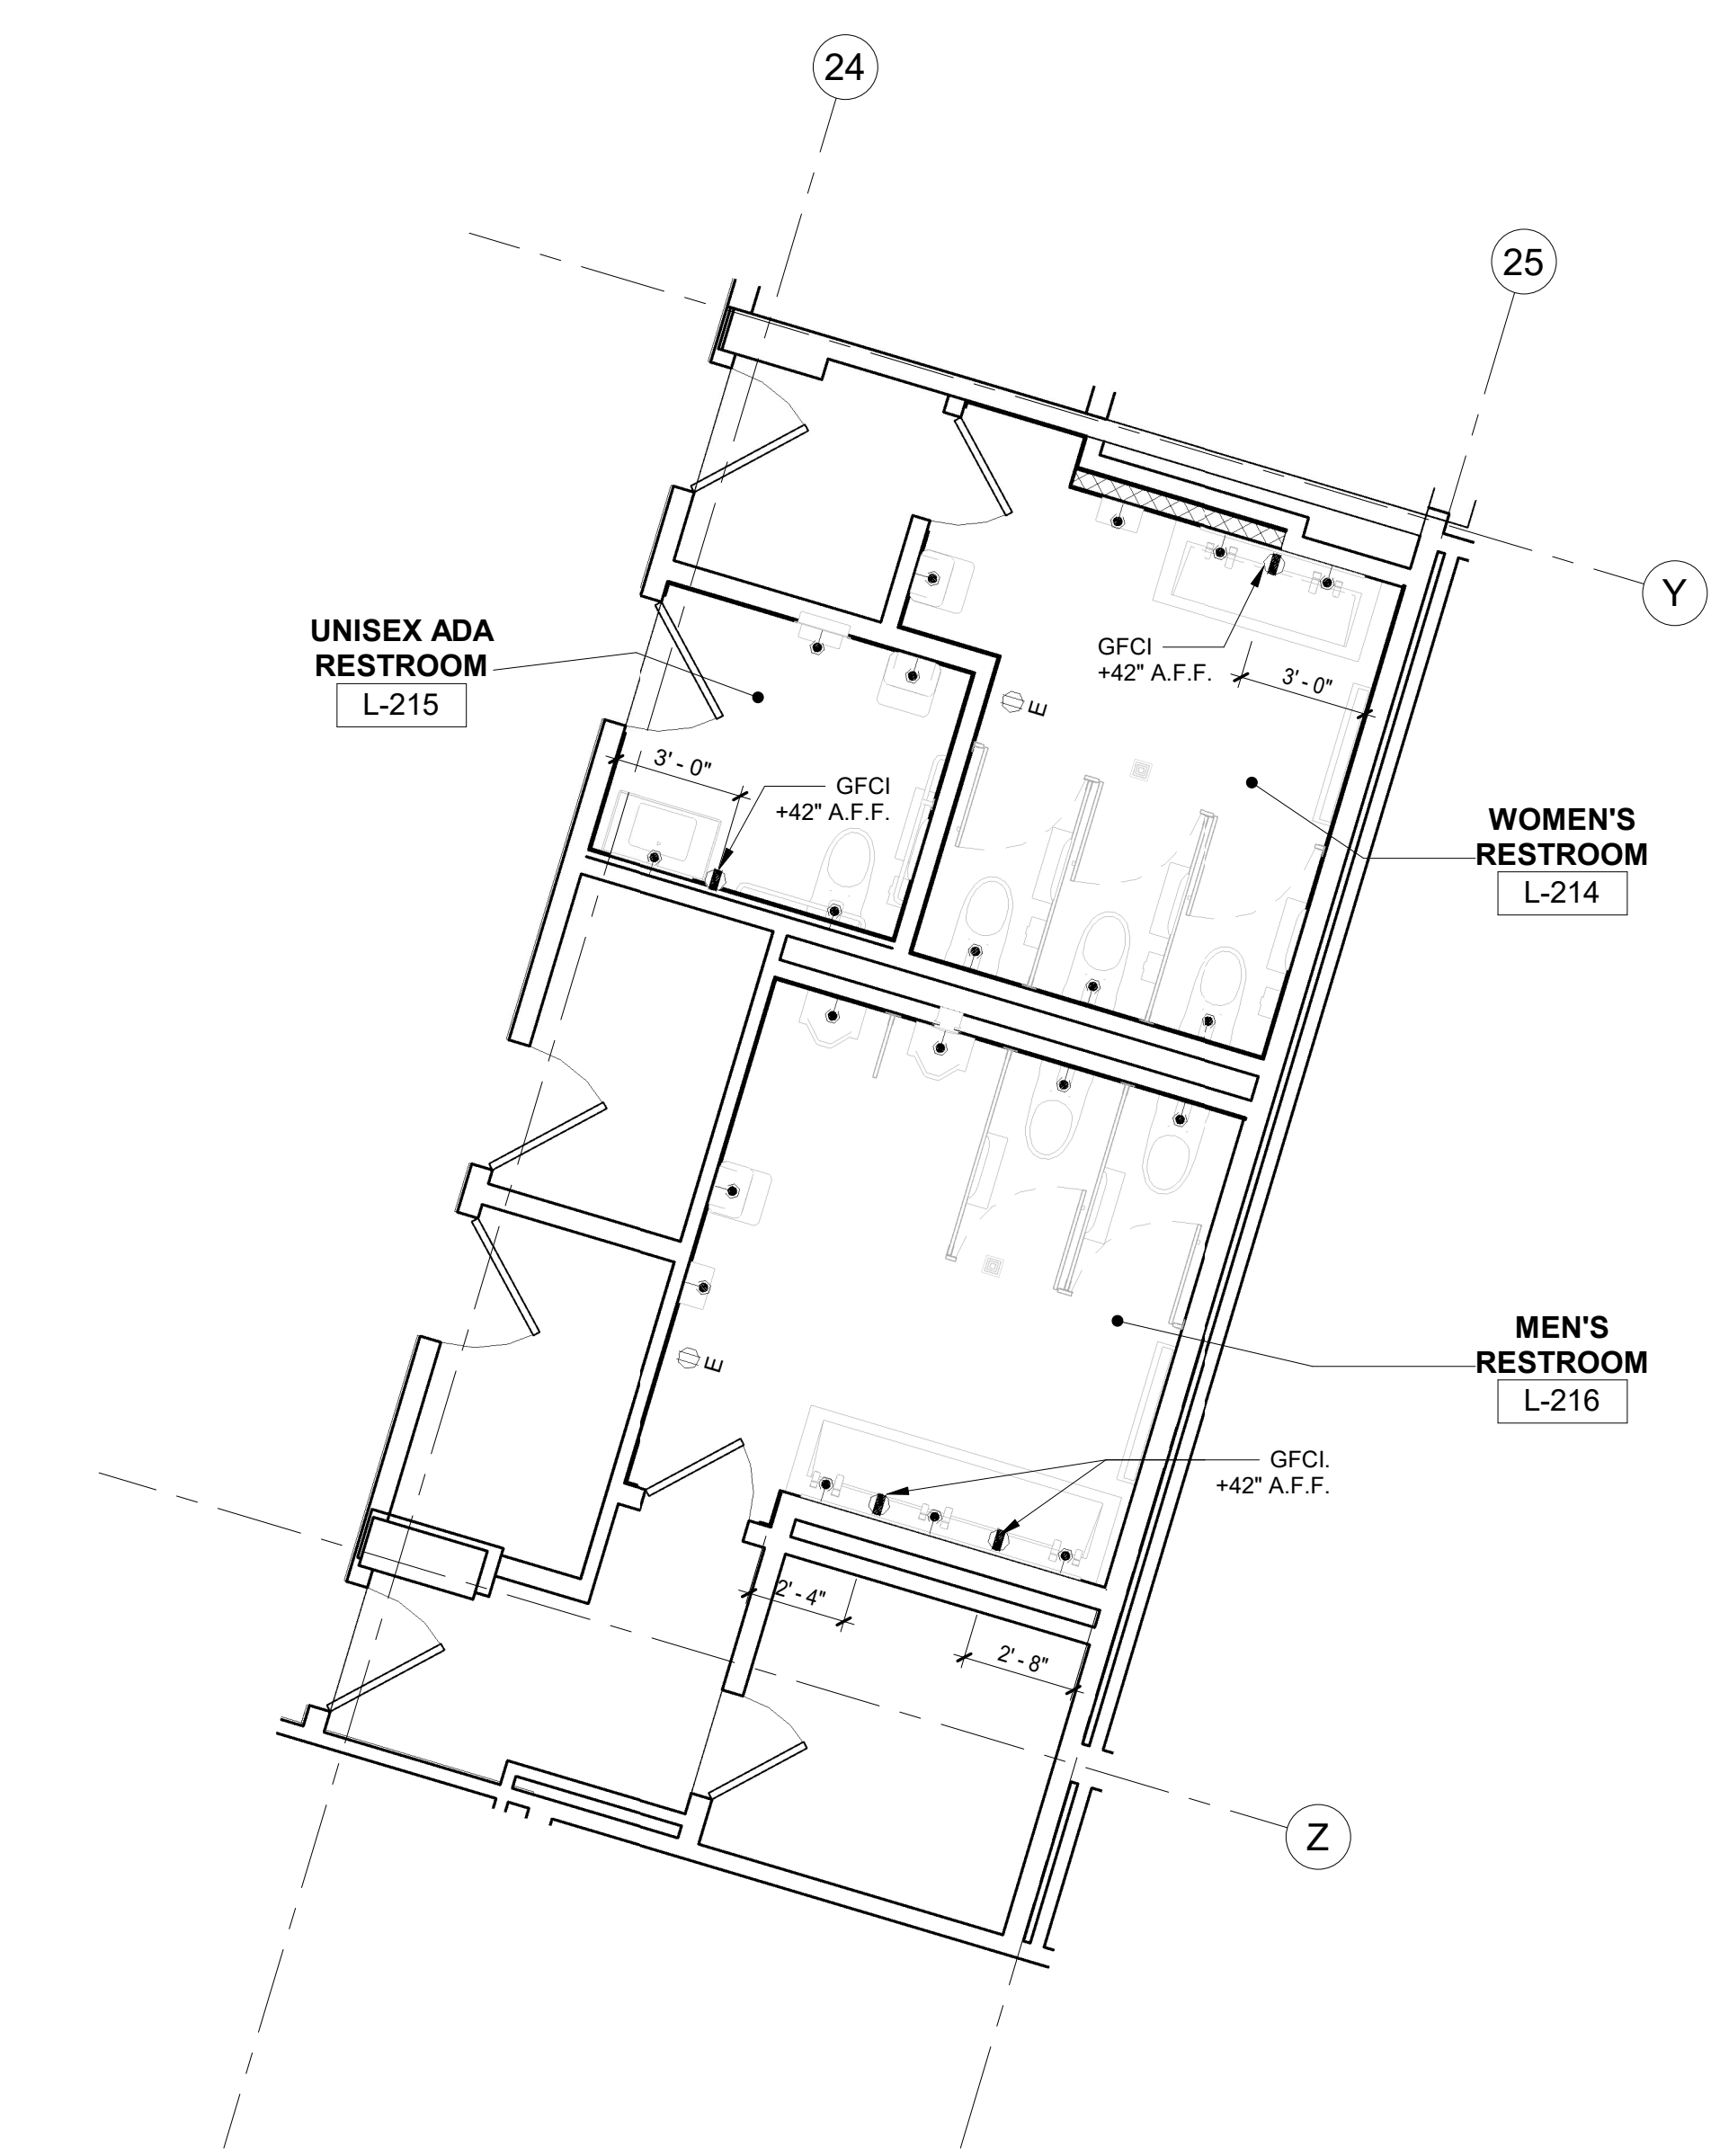 24
25
Y
UNISEX ADA
RESTROOM
L-215
GFCI
+42" A.F.F.
3' - 0"
E
3' - 0"
GFCI
+42" A.F.F.
WOMEN'S
RESTROOM
L-214
MEN'S
RESTROOM
L-216
E
GFCI.
+42" A.F.F.
2' - 4"
2' - 8"
Z